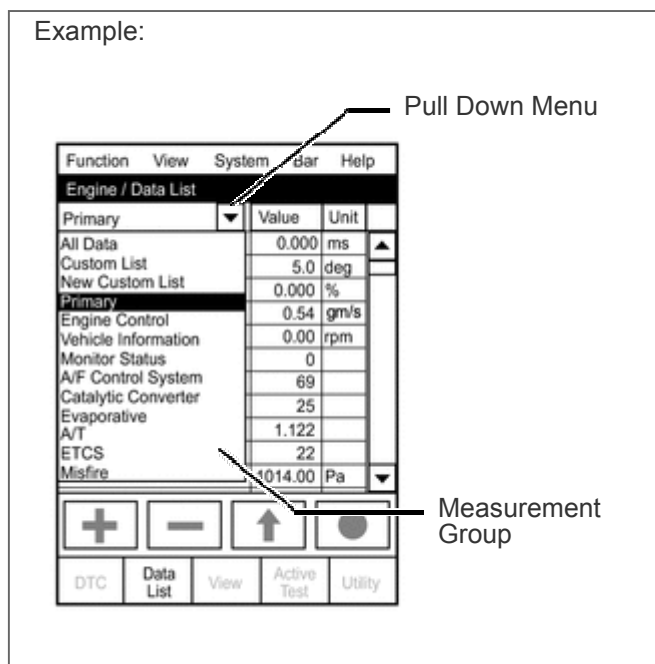 Example:
Pull Down Menu
Function View System Bar Help
Engine / Data List
Primary Value Unit
All Data 0.000 ms
Custom List 5.0 deg
New Custom List 0.000 %
Primary
Engine Control 0.54 gm/s
Vehicle Information 0.00 rpm
Monitor Status 0
A/F Control System 69
Catalytic Converter 25
Evaporative
A/T 1.122
ETCS 22
Misfire 1014.00 Pa
Measurement
Group
DTC Data List View Active Test Utility